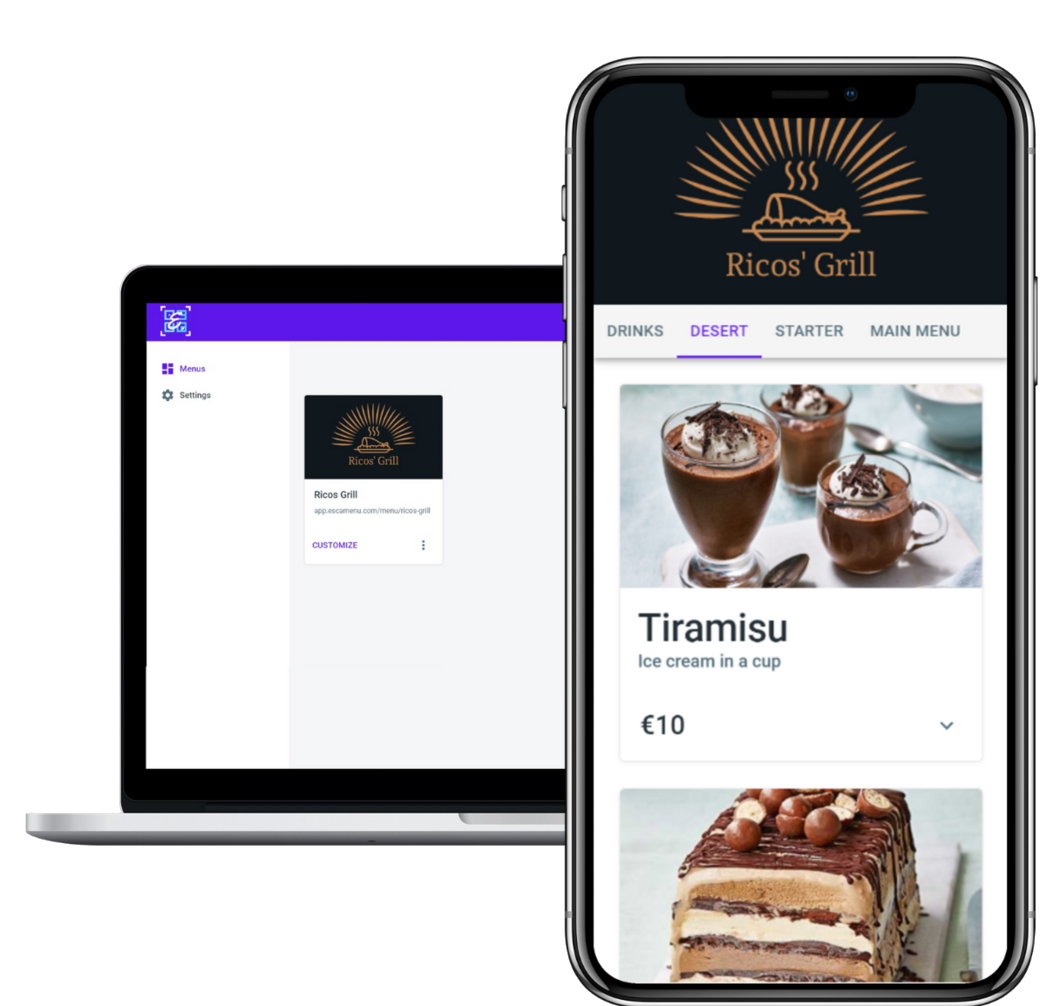 Menus
Settings
Ricos' Grill
Ricos Grill
app.escamenu.com/menu/ricos-grill
CUSTOMIZE
Ricos' Grill
DRINKS DESERT STARTER MAIN MENU
Tiramisu
Ice cream in a cup
€10